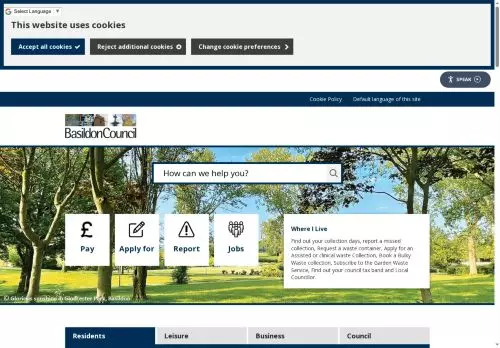 Select Language
This website uses cookies
Accept all cookies
Reject additional cookies
Change cookie preferences
SPEAK
Cookie Policy
Default language of this site
BasildonCouncil
How can we help you?
Pay
Apply for
Report
Jobs
Where I Live
Find out your collection days, report a missed
collection, Request a waste container, Apply for an
Assisted or clinical waste Collection, Book a Bulky
Waste collection, Subscribe to the Garden Waste
Service, Find out your council tax band and Local
Councillor.
© Glorious sunshine in Gloucester Park, Basildon
Residents
Leisure
Business
Council